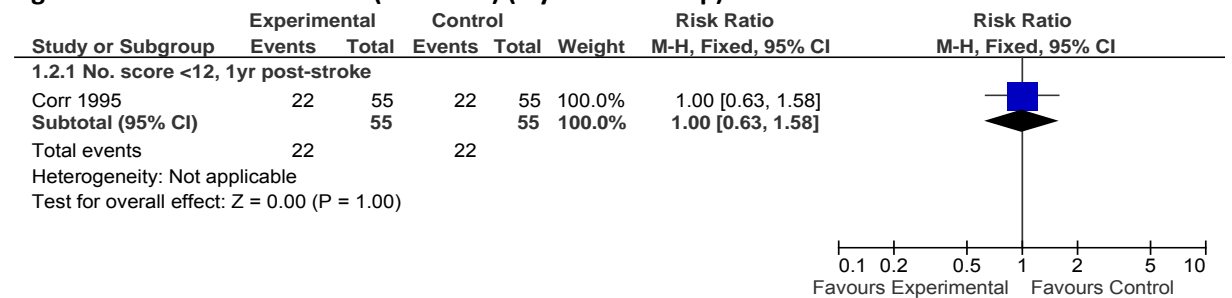 Experimental Control Risk Ratio Risk Ratio
Study or Subgroup Events Total Events Total Weight M-H, Fixed, 95% CI M-H, Fixed, 95% CI
1.2.1 No. score <12, 1yr post-stroke
Corr 1995 22 55 22 55 100.0% 1.00 [0.63, 1.58]
Subtotal (95% CI) 55 55 100.0% 1.00 [0.63, 1.58]
Total events 22 22
Heterogeneity: Not applicable
Test for overall effect: Z = 0.00 (P = 1.00)
0.1 0.2 0.5 1 2 5 10
Favours Experimental Favours Control